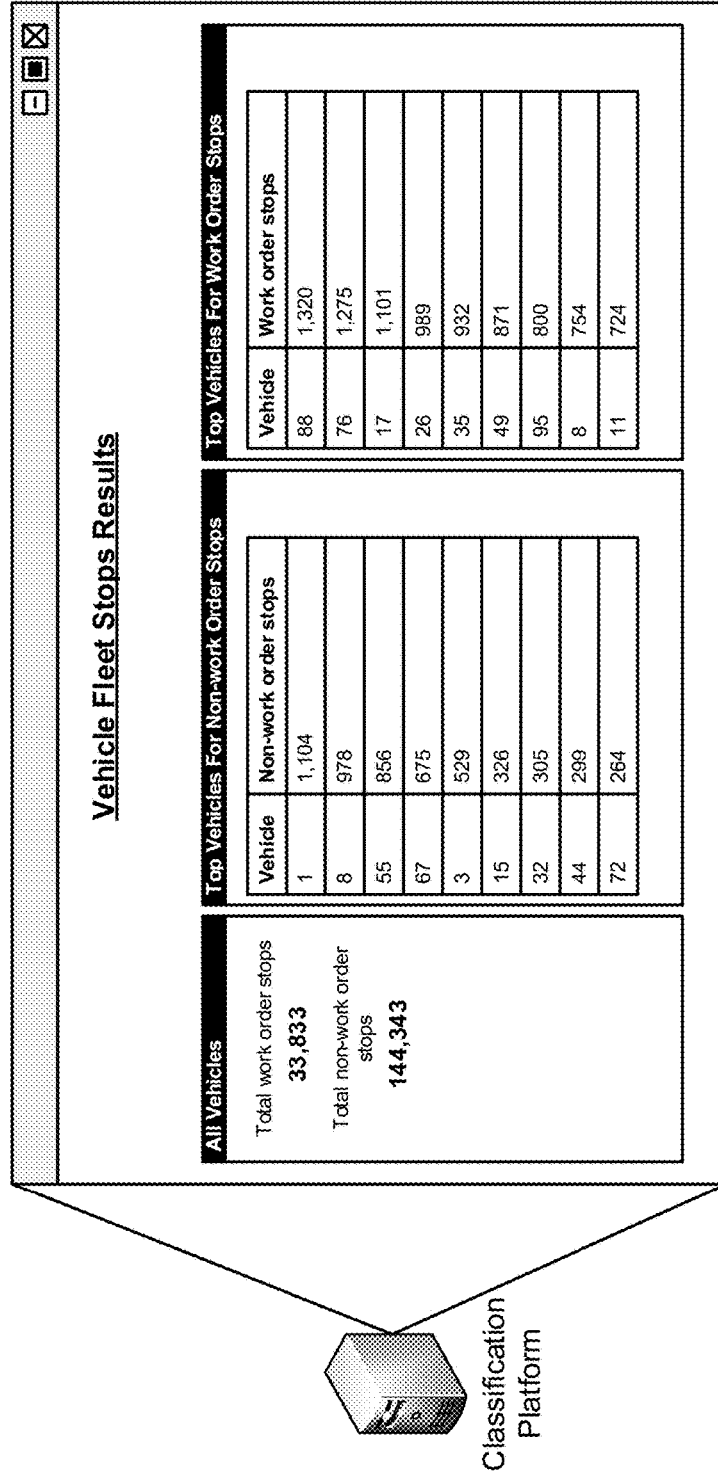 Vehicle Fleet Stops Results
All Vehicles
Total work order stops
33,833
Total non-work order
stops
144,343
Top Vehicles For Non-work Order Stops
Vehicle Non-work order stops
1 1,104
8 978
55 856
67 675
3 529
15 326
32 305
44 299
72 264
Top Vehicles For Work Order Stops
Vehicle Work order stops
88 1,320
76 1,275
17 1,101
26 989
35 932
49 871
95 800
8 754
11 724
Classification
Platform